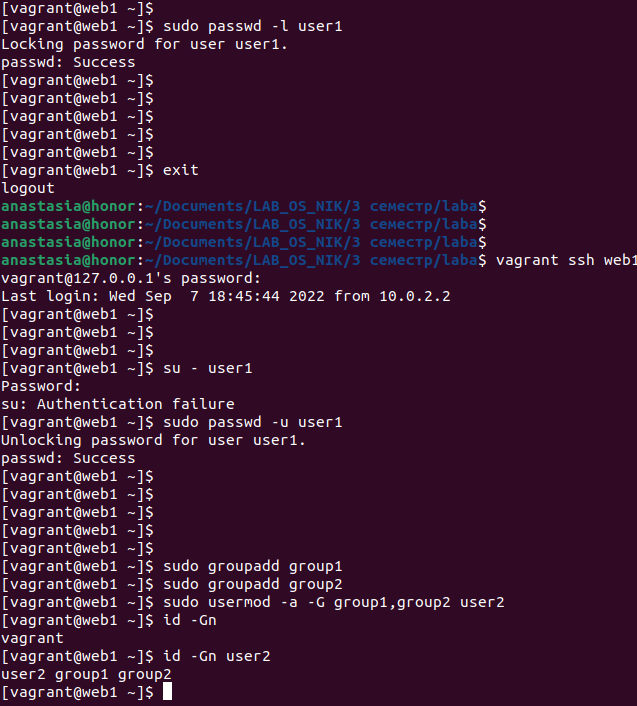 [vagrant@web1 ~]$
[vagrant@web1 ~]$ sudo passwd -l user1
Locking password for user user1.
passwd: Success
[vagrant@web1 ~]$
[vagrant@web1 ~]$
[vagrant@web1 ~]$
[vagrant@web1 ~]$
[vagrant@web1 ~]$
[vagrant@web1 ~]$ exit
logout
anastasia@honor:~/Documents/LAB_OS_NIK/3 семестр/laba$
anastasia@honor:~/Documents/LAB_OS_NIK/3 семестр/laba$
anastasia@honor:~/Documents/LAB_OS_NIK/3 семестр/laba$
anastasia@honor:~/Documents/LAB_OS_NIK/3 семестр/laba$ vagrant ssh web1
vagrant@127.0.0.1's password:
Last login: Wed Sep  7 18:45:44 2022 from 10.0.2.2
[vagrant@web1 ~]$
[vagrant@web1 ~]$
[vagrant@web1 ~]$
[vagrant@web1 ~]$ su - user1
Password:
su: Authentication failure
[vagrant@web1 ~]$ sudo passwd -u user1
Unlocking password for user user1.
passwd: Success
[vagrant@web1 ~]$
[vagrant@web1 ~]$
[vagrant@web1 ~]$
[vagrant@web1 ~]$
[vagrant@web1 ~]$
[vagrant@web1 ~]$ sudo groupadd group1
[vagrant@web1 ~]$ sudo groupadd group2
[vagrant@web1 ~]$ sudo usermod -a -G group1,group2 user2
[vagrant@web1 ~]$ id -Gn
vagrant
[vagrant@web1 ~]$ id -Gn user2
user2 group1 group2
[vagrant@web1 ~]$